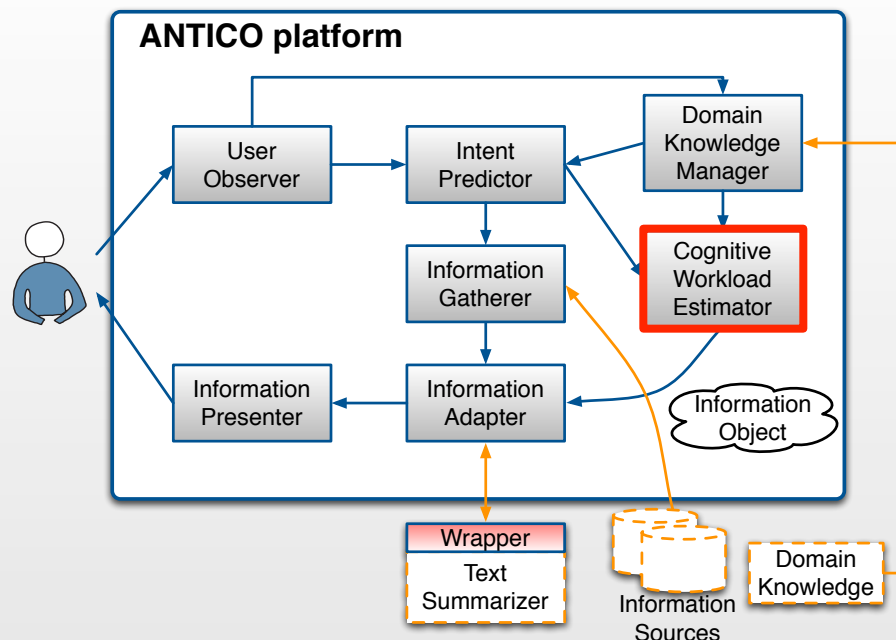 ANTICO platform
User
Observer
Intent
Predictor
Domain
Knowledge
Manager
Information
Gatherer
Cognitive
Workload
Estimator
Information
Presenter
Information
Adapter
Information
Object
Wrapper
Text
Summarizer
Information
Sources
Domain
Knowledge